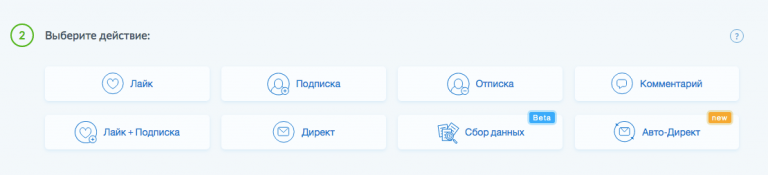 2 Выберите действие: ?
Лайк Подписка Отписка Комментарий
Beta new
Лайк + Подписка Директ Сбор данных Авто-Директ